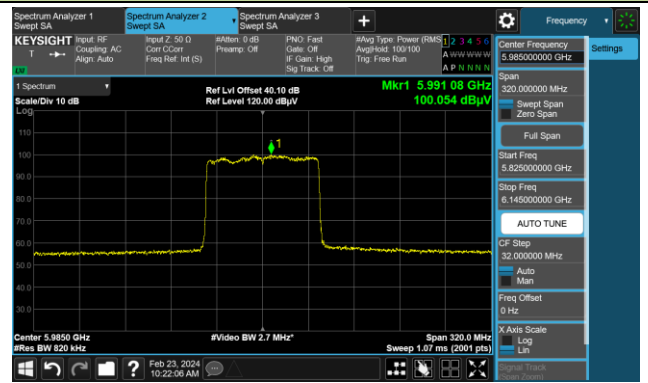 Spectrum Analyzer 1
Swept SA
Spectrum Analyzer 2
Swept SA
Spectrum Analyzer 3
Swept SA
+
Frequency
KEYSIGHT
T
LW
Input: RF
Coupling: AC
Align: Auto
Input Z: 50 Ω
Corr CCorr
Freq Ref: Int (S)
#Atten: 0 dB
Preamp: Off
PNO: Fast
Gate: Off
IF Gain: High
Sig Track: Off
#Avg Type: Power (RMS
Avg|Hold: 100/100
Trig: Free Run
1 2 3 4 5 6
A W W W W W
A P N N N N
1 Spectrum
Scale/Div 10 dB
Ref Lvl Offset 40.10 dB
Ref Level 120.00 dBµV
Mkr1 5.991 08 GHz
100.054 dBµV
Log
110
100
90.0
80.0
70.0
60.0
50.0
40.0
30.0
1
Center 5.9850 GHz
#Res BW 820 kHz
#Video BW 2.7 MHz*
Span 320.0 MHz
Sweep 1.07 ms (2001 pts)
Center Frequency
5.985000000 GHz
Settings
Span
320.000000 MHz
Swept Span
Zero Span
Full Span
Start Freq
5.825000000 GHz
Stop Freq
6.145000000 GHz
AUTO TUNE
CF Step
32.000000 MHz
Auto
Man
Freq Offset
0 Hz
X Axis Scale
Log
Lin
Signal Track
(Span Zoom)
?
Feb 23, 2024
10:22:06 AM